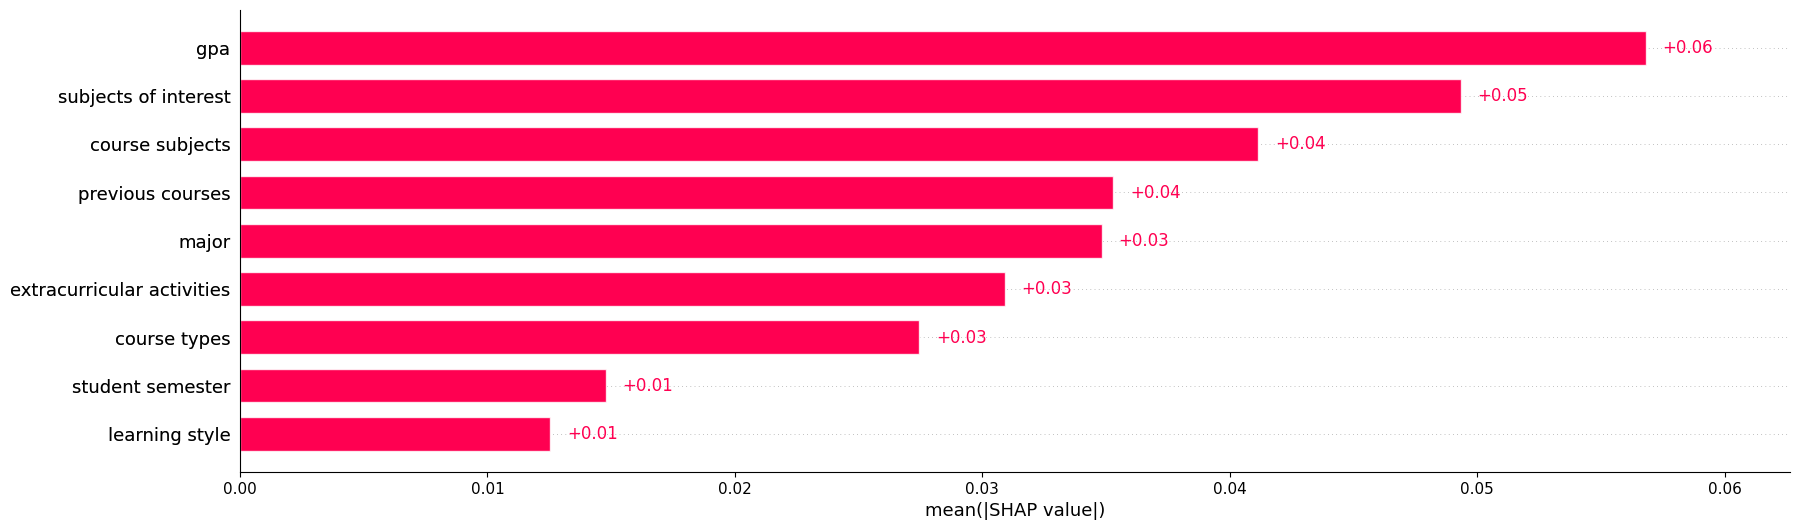 gpa +0.06
subjects of interest +0.05
course subjects +0.04
previous courses +0.04
major +0.03
extracurricular activities +0.03
course types +0.03
student semester +0.01
learning style +0.01
0.00 0.01 0.02 0.03 0.04 0.05 0.06
mean(|SHAP value|)